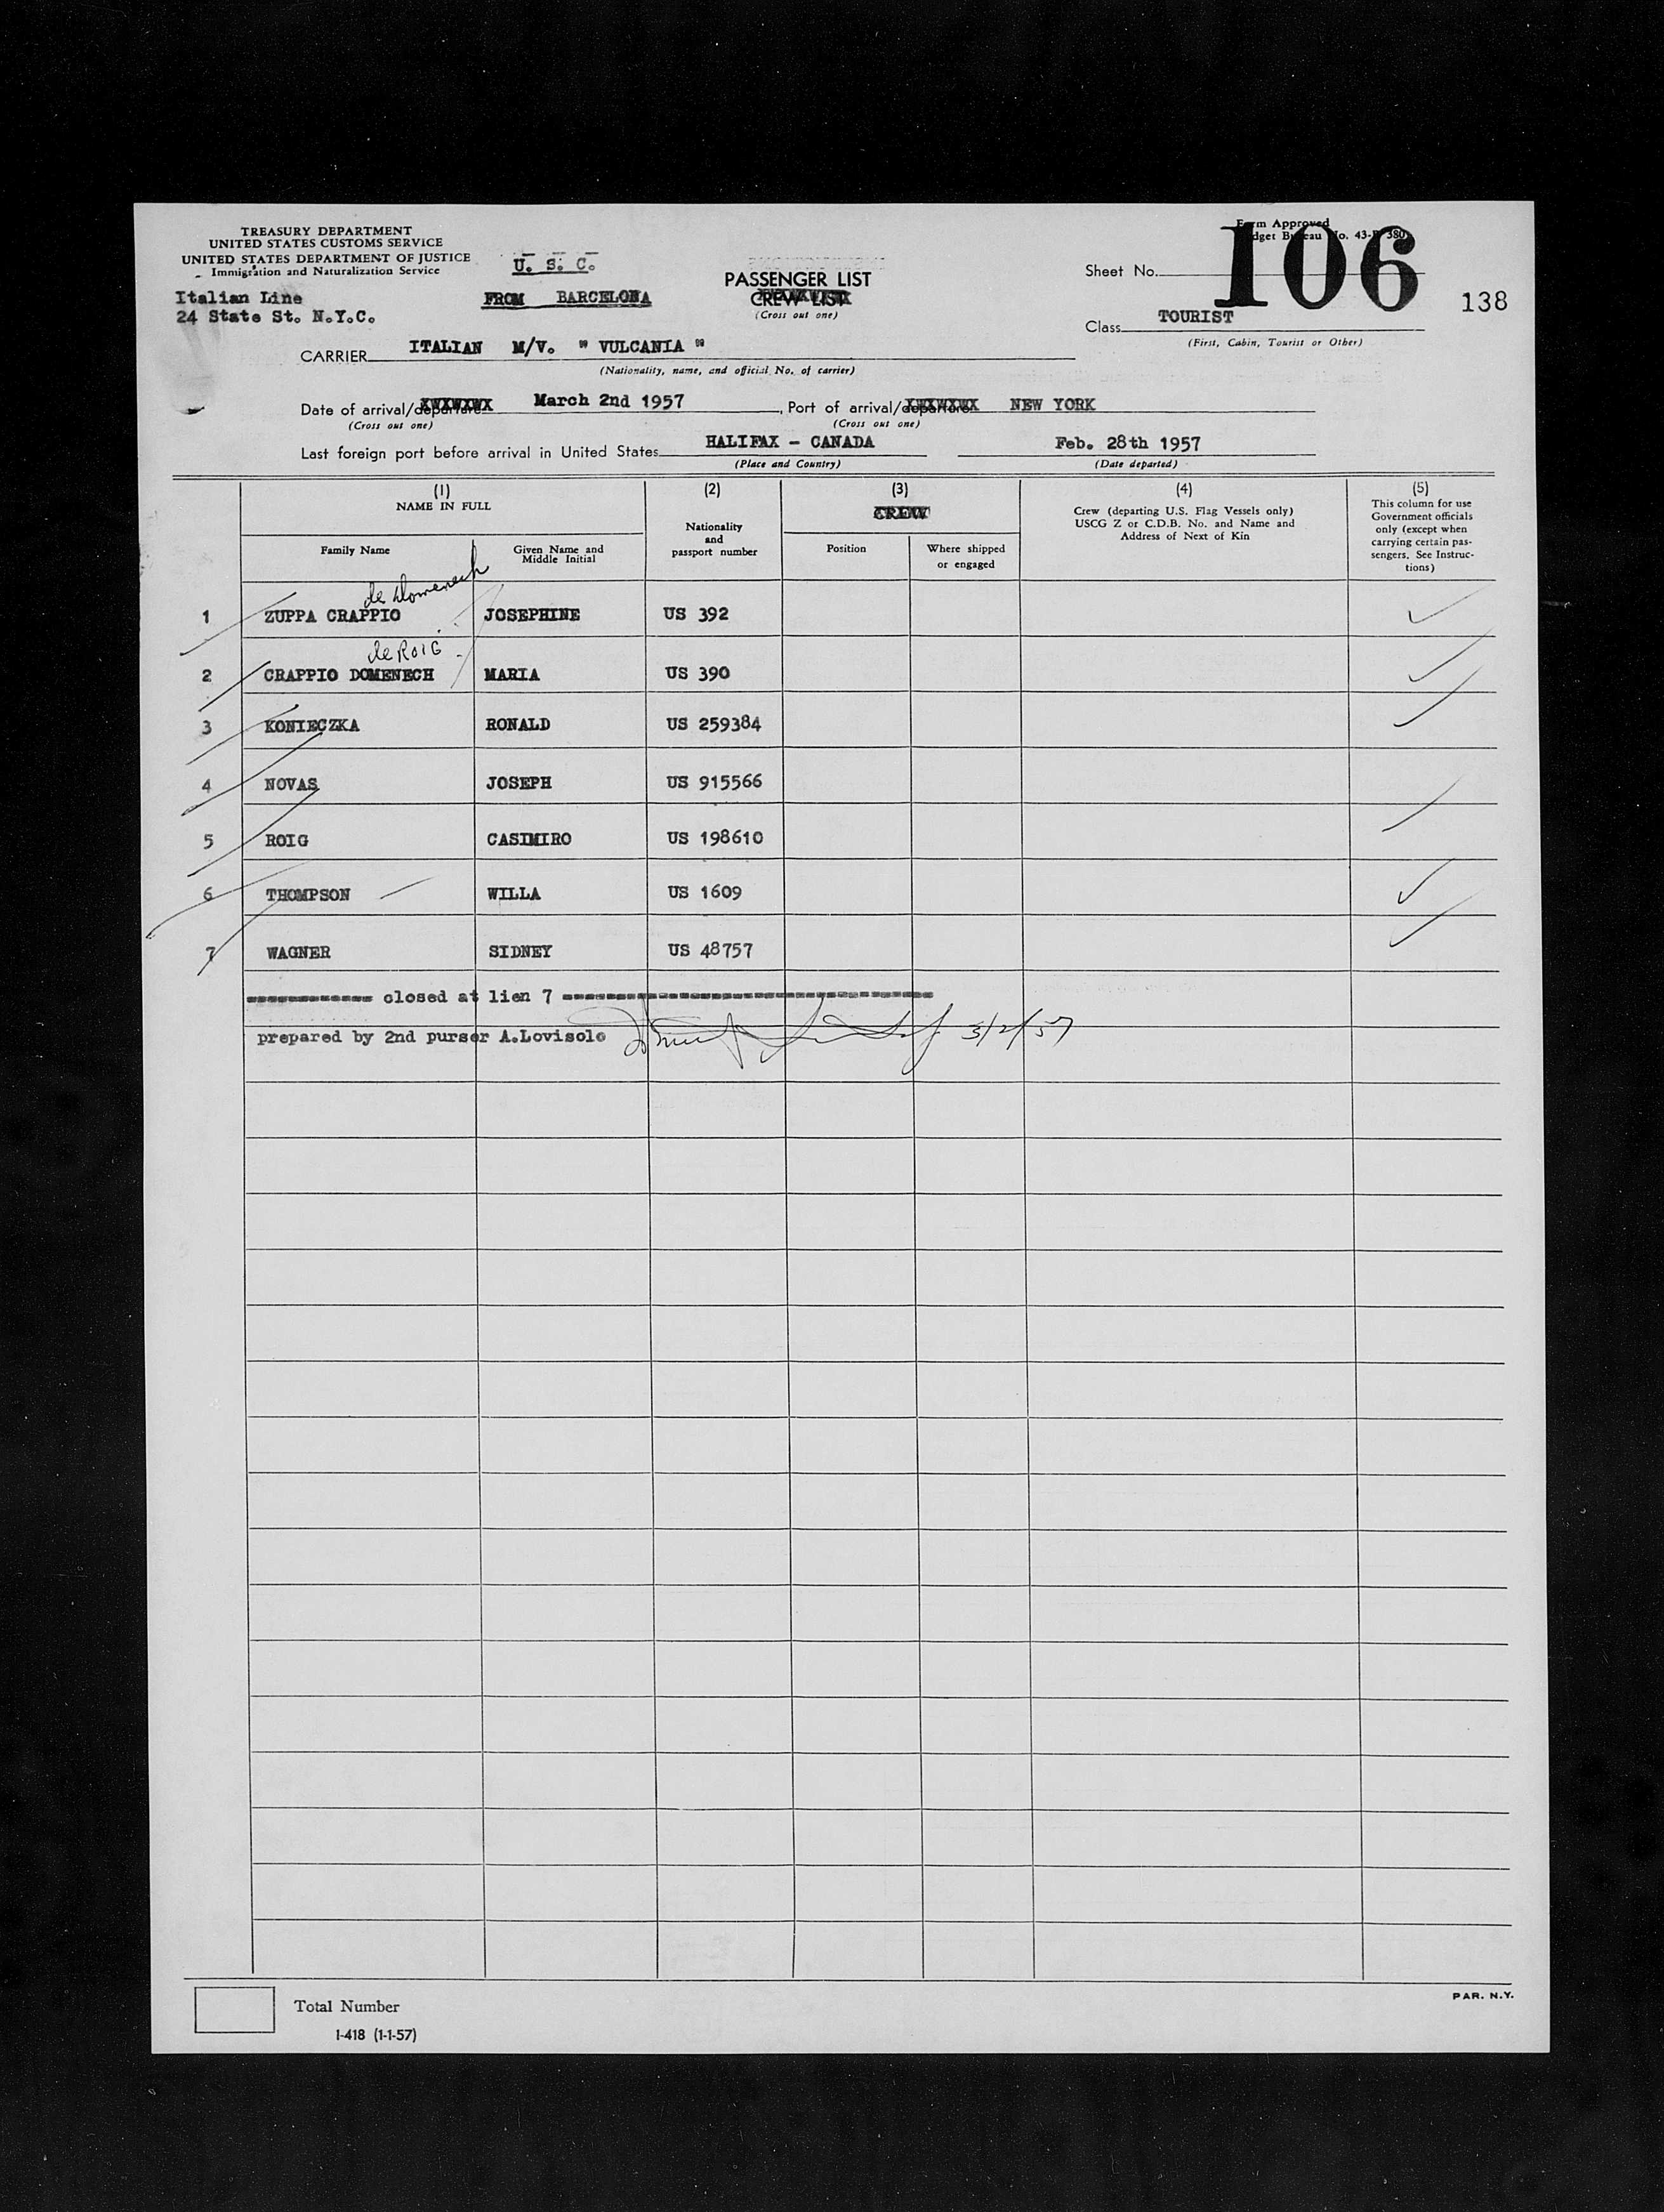 TREASURY DEPARTMENT
UNITED STATES CUSTOMS SERVICE
UNITED STATES DEPARTMENT OF JUSTICE
Immigration and Naturalization Service
Italian Line
24 State St. N.Y.C.
U. S. C.
FROM BARCELONA
PASSENGER LIST
CREW LIST
(Cross out one)
Form Approved
Sheet No. 106
138
Class TOURIST
(First, Cabin, Tourist or Other)
CARRIER ITALIAN M/V. " VULCANIA "
(Nationality, name, and official No. of carrier)
Date of arrival/departure March 2nd 1957, Port of arrival/departure NEW YORK
(Cross out one) (Cross out one)
Last foreign port before arrival in United States HALIFAX - CANADA Feb. 28th 1957
(Place and Country) (Date departed)
(1) (2) (3) (4) (5)
NAME IN FULL
Family Name
Given Name and Middle Initial
Nationality and passport number
CREW
Position
Where shipped or engaged
Crew (departing U.S. Flag Vessels only)
USCG Z or C.D.B. No. and Name and
Address of Next of Kin
This column for use
Government officials
only (except when
carrying certain pas-
sengers. See Instruc-
tions)
de Domenech
1 ZUPPA CRAPPIO JOSEPHINE US 392
de ROIG
2 CRAPPIO DOMENECH MARIA US 390
3 KONIECZKA RONALD US 259384
4 NOVAS JOSEPH US 915566
5 ROIG CASIMIRO US 198610
6 THOMPSON WILLA US 1609
7 WAGNER SIDNEY US 48757
closed at lien 7
prepared by 2nd purser A.Lovisolo 3/2/57
Total Number
I-418 (1-1-57)
PAR. N.Y.